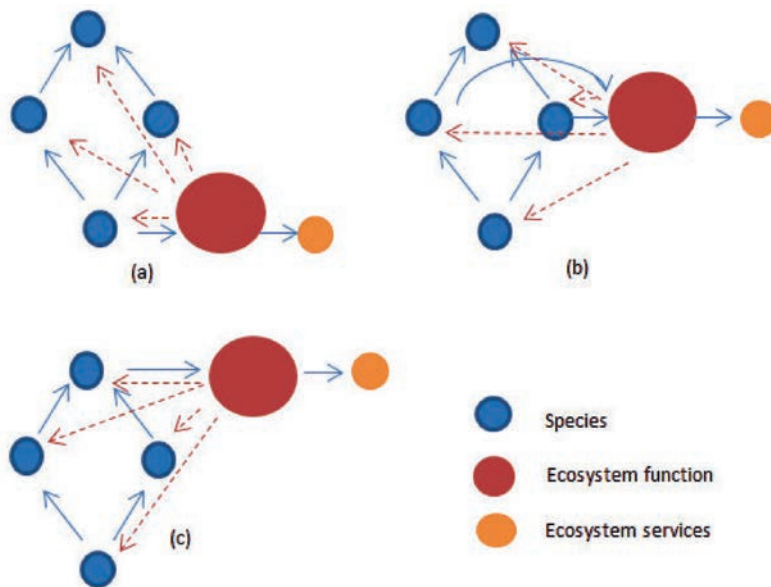 (a)
(b)
(c)
Species
Ecosystem function
Ecosystem services